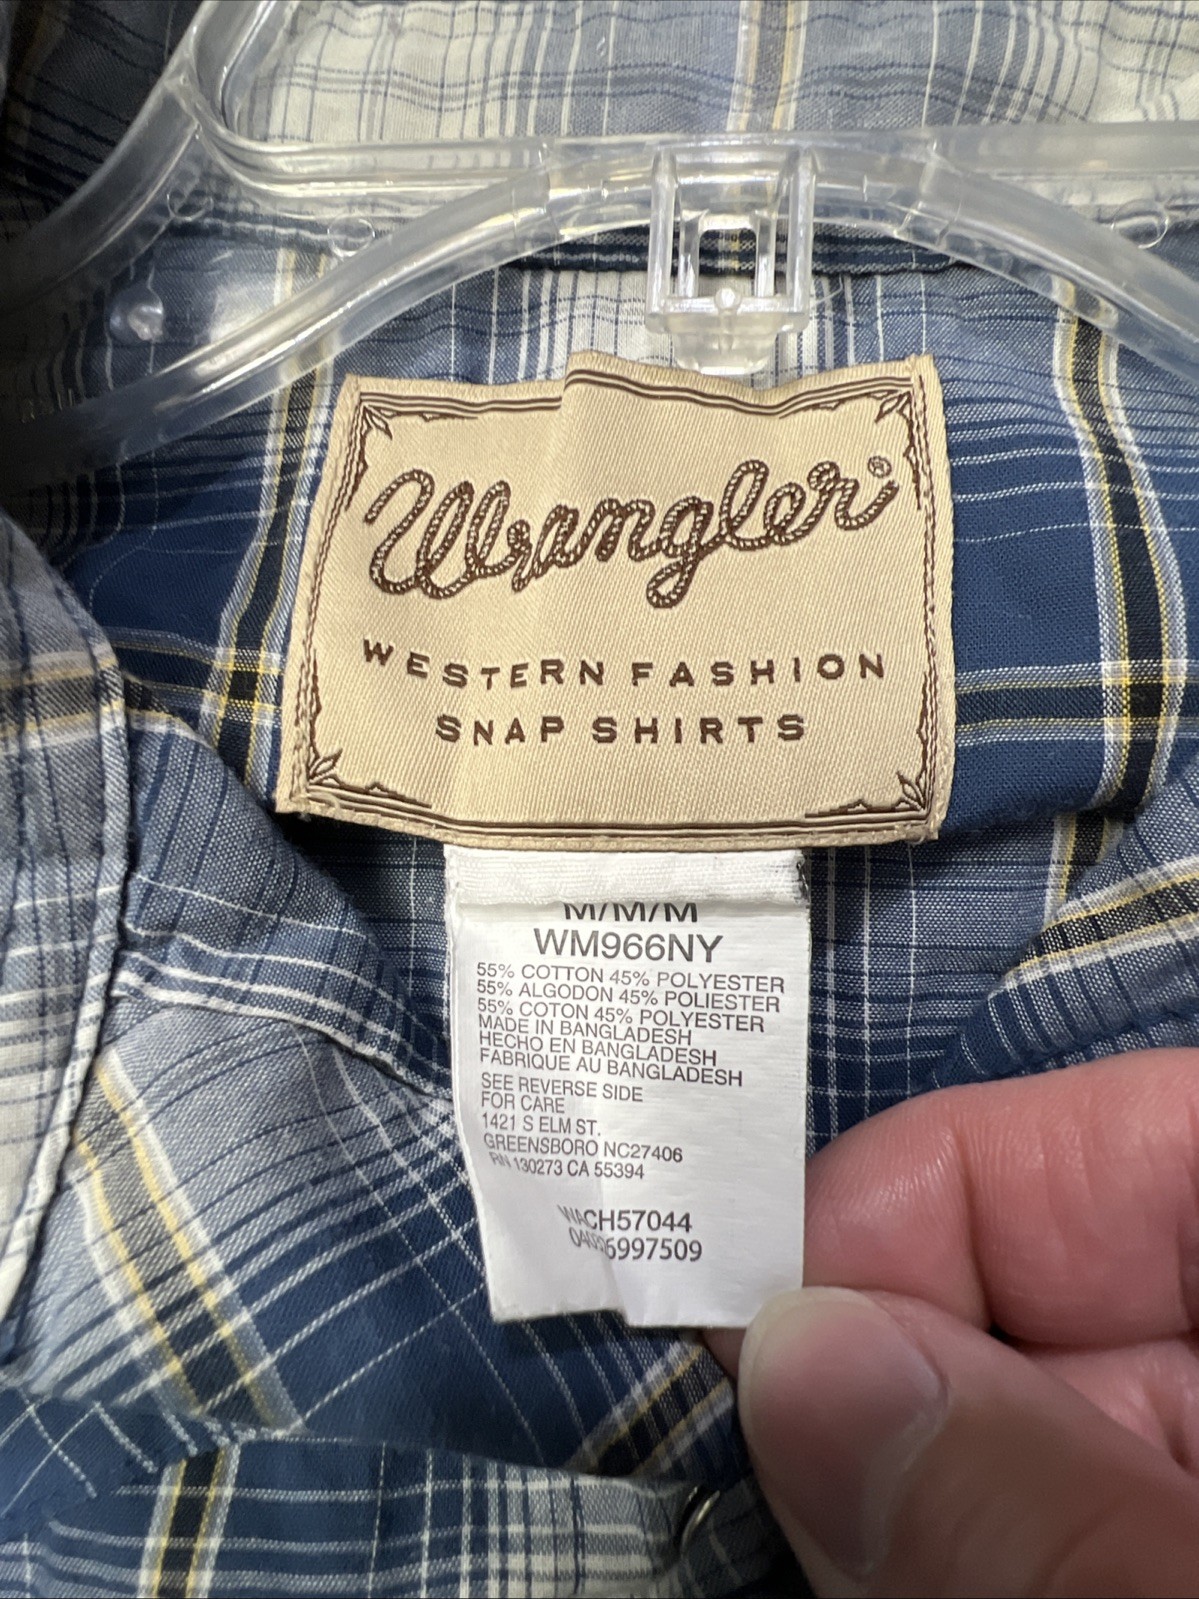 Wrangler®
WESTERN FASHION
SNAP SHIRTS
M/M/M
WM966NY
55% COTTON 45% POLYESTER
55% ALGODON 45% POLIESTER
55% COTON 45% POLYESTER
MADE IN BANGLADESH
HECHO EN BANGLADESH
FABRIQUE AU BANGLADESH
SEE REVERSE SIDE
FOR CARE
1421 S ELM ST.
GREENSBORO NC27406
RN 130273 CA 55394
WACH57044